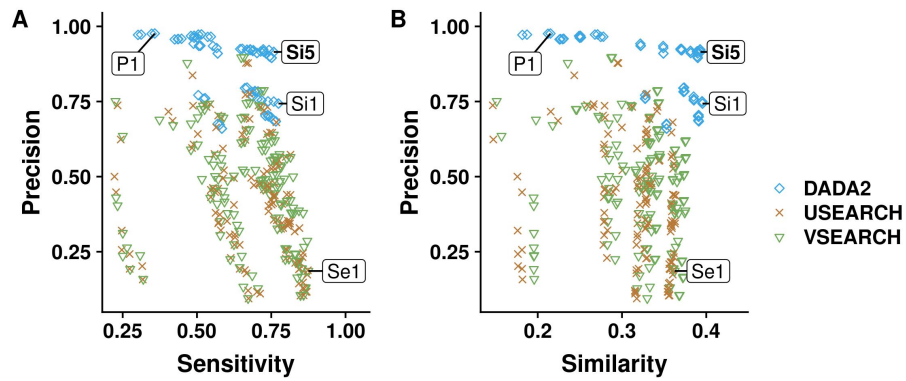 A
B
Precision
1.00
0.75
0.50
0.25
P1
Si5
Si1
Se1
0.25
0.50
0.75
1.00
Sensitivity
Precision
1.00
0.75
0.50
0.25
P1
Si5
Si1
Se1
0.2
0.3
0.4
Similarity
DADA2
USEARCH
VSEARCH